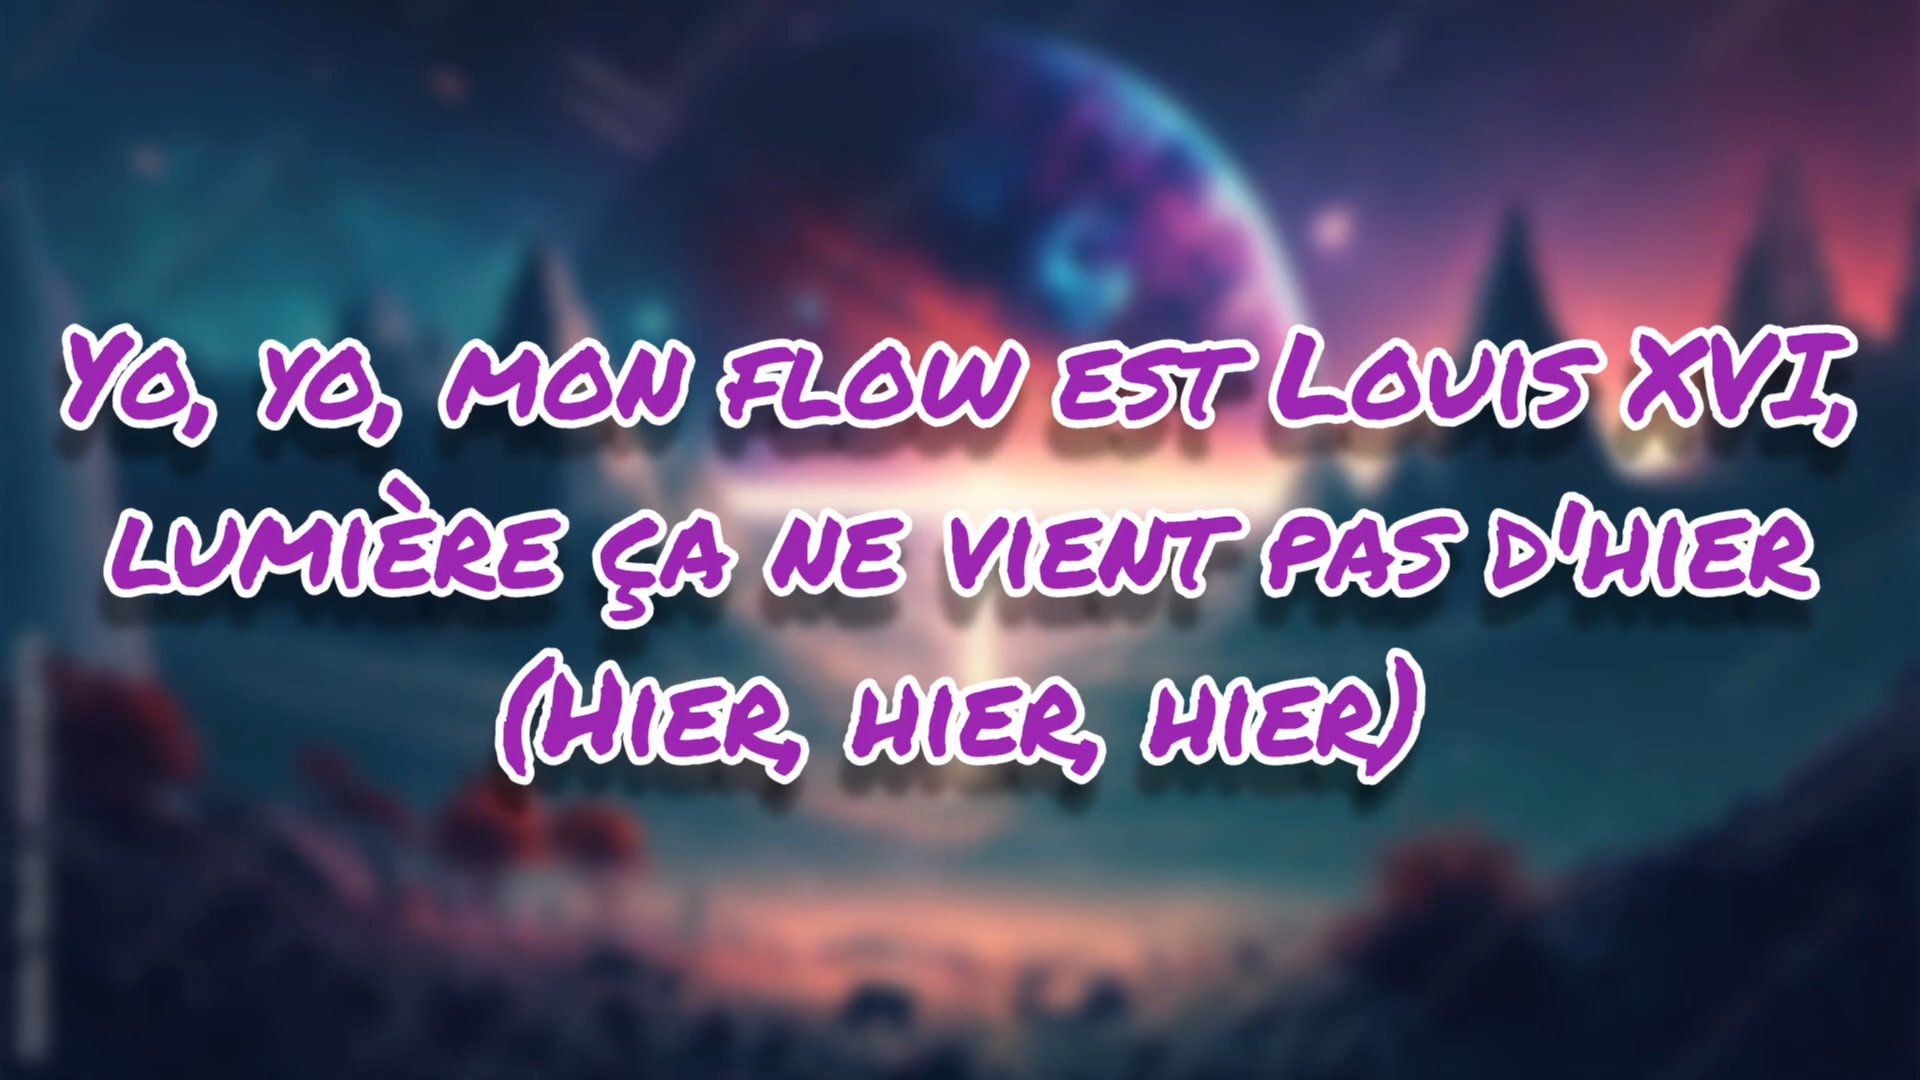 Yo, yo, mon flow est Louis XVI,
lumière ça ne vient pas d'hier
(Hier, hier, hier)